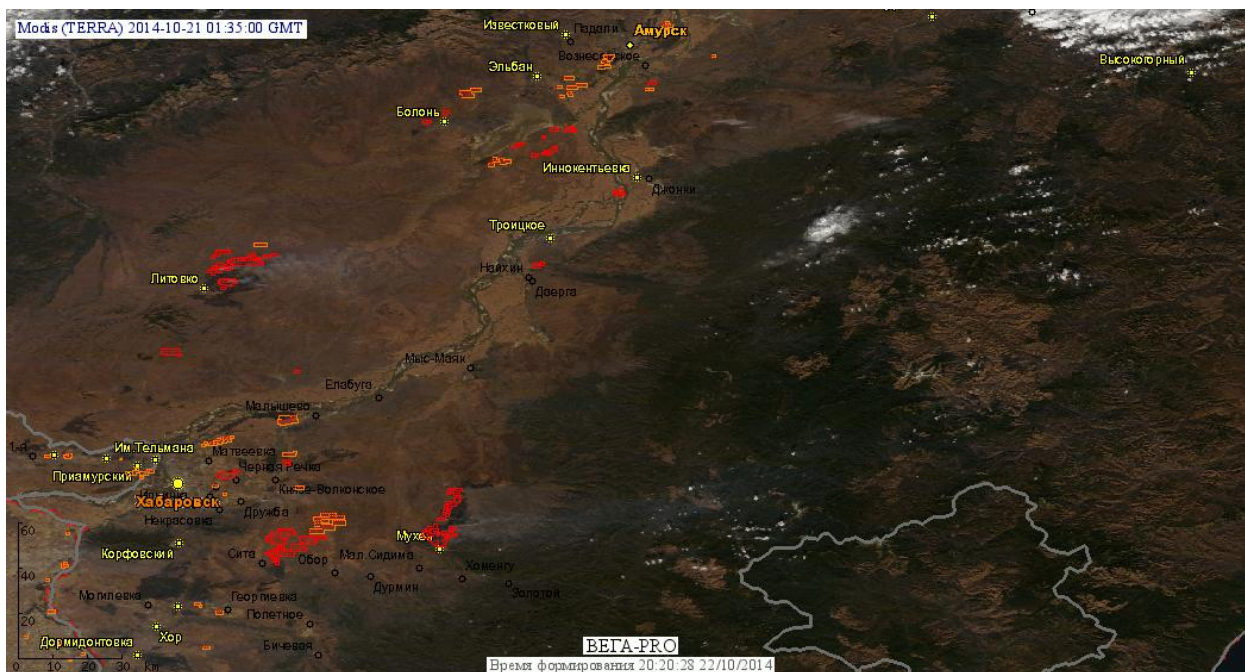 Modis (TERRA) 2014-10-21 01:35:00 GMT
Известковый
Падали
Амурск
Вознесенское
Эльбан
Высокогорный
Болонь
Иннокентьевка
Джонки
Троицкое
Найхин
Даерга
Литовко
Мыс-Маяк
Елабуга
Малышево
Им.Тельмана
Матвеевка
Приамурский
Черная Речка
Князе-Волконское
Хабаровск
Дружба
Некрасовка
Корфовский
Сита
Обор
Мал.Сидима
Мухен
Хоменгу
Дурмин
Золотой
Могилевка
Георгиевка
Полетное
Хор
Дормидонтовка
Бичевая
60
40
20
0
10
20
30 km
ВЕГА-PRO
Время формирования 20:20:28 22/10/2014